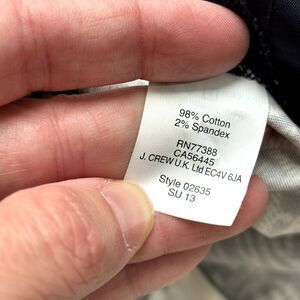 98% Cotton
2% Spandex
RN77388
CA56445
J. CREW U.K. Ltd EC4V 6JA
Style 02635
SU 13